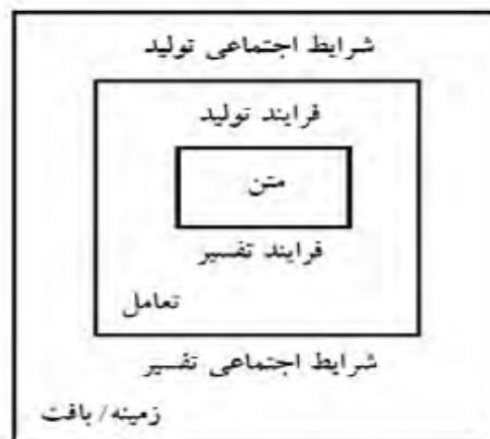 شرایط اجتماعی تولید
فرایند تولید
متن
فرایند تفسیر
تعامل
شرایط اجتماعی تفسیر
زمینه/بافت